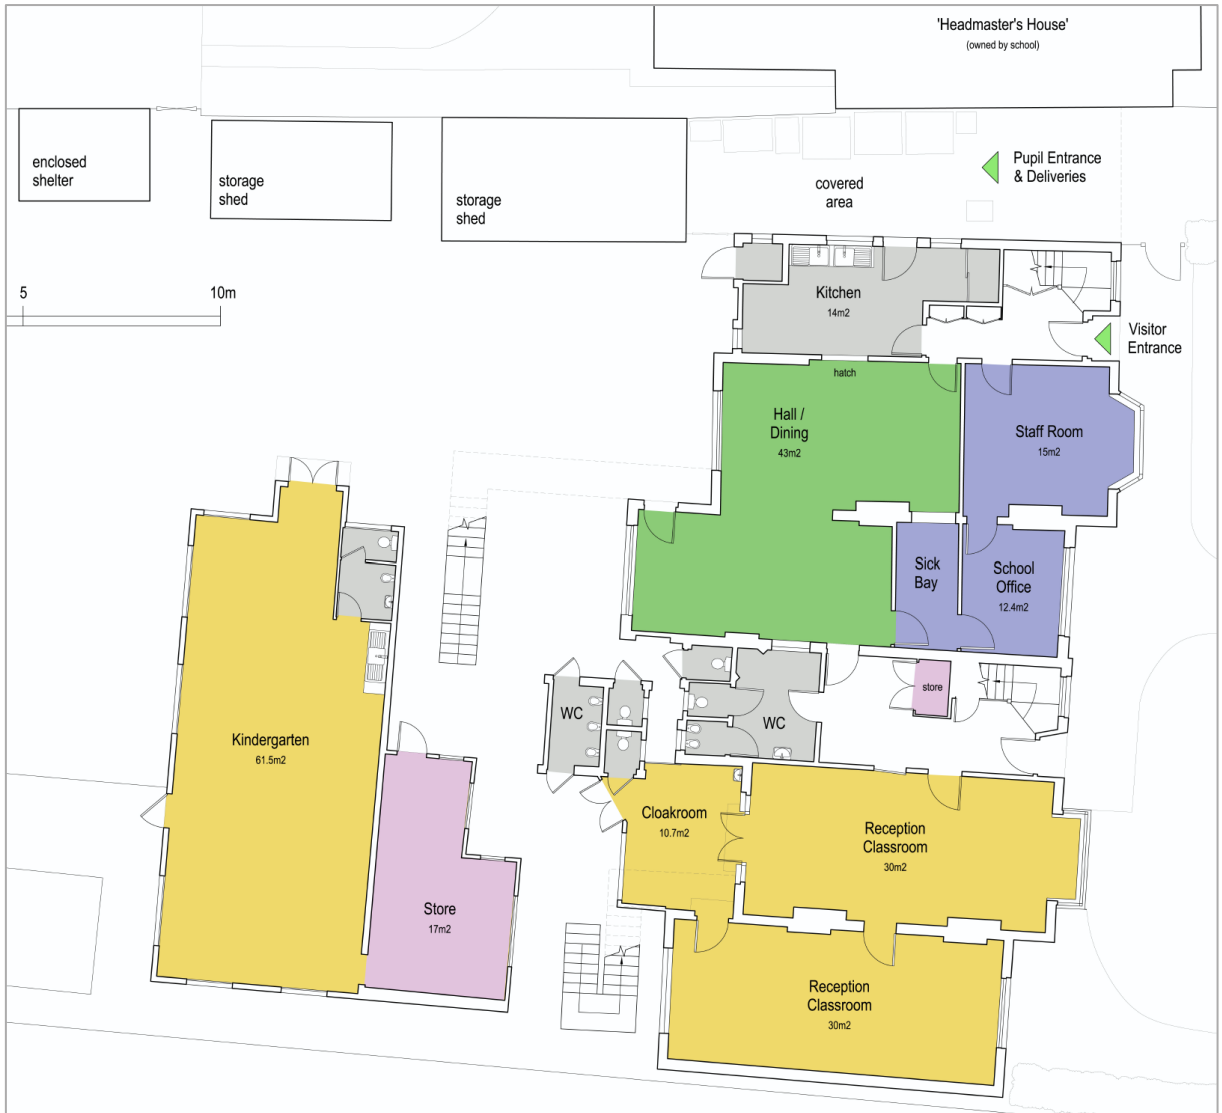 'Headmaster's House'
(owned by school)
enclosed
shelter
storage
shed
storage
shed
covered
area
Pupil Entrance
& Deliveries
5
10m
Kitchen
14m2
Visitor
Entrance
hatch
Hall /
Dining
43m2
Staff Room
15m2
Sick
Bay
School
Office
12.4m2
store
WC
WC
Kindergarten
61.5m2
Cloakroom
10.7m2
Reception
Classroom
30m2
Store
17m2
Reception
Classroom
30m2